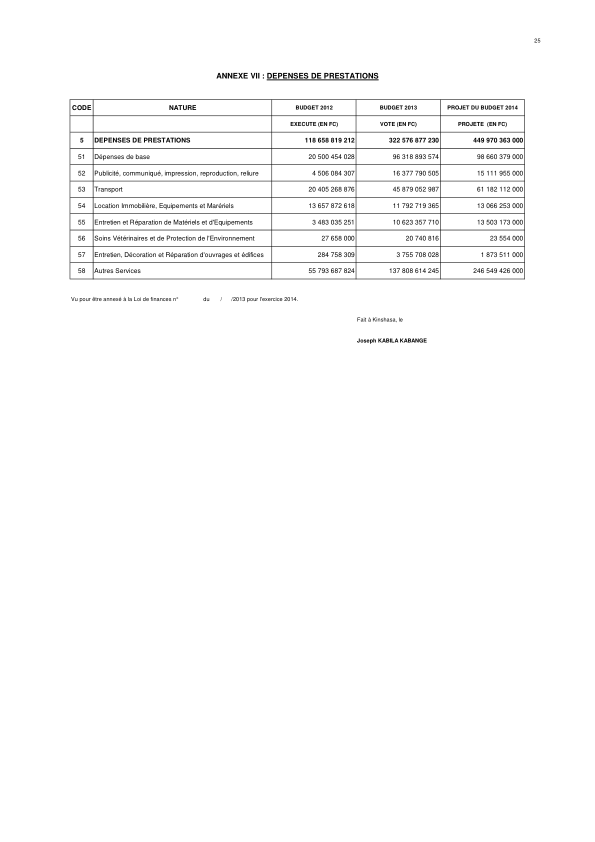 25
ANNEXE VII : DEPENSES DE PRESTATIONS
CODE NATURE BUDGET 2012 BUDGET 2013 PROJET DU BUDGET 2014
EXECUTE (EN FC) VOTE (EN FC) PROJETE (EN FC)
5 DEPENSES DE PRESTATIONS 118 658 819 212 322 576 877 230 449 970 363 000
51 Dépenses de base 20 500 454 028 96 318 893 574 98 660 379 000
52 Publicité, communiqué, impression, reproduction, reliure 4 506 084 307 16 377 790 505 15 111 955 000
53 Transport 20 405 268 876 45 879 052 987 61 182 112 000
54 Location Immobilière, Equipements et Marériels 13 657 872 618 11 792 719 365 13 066 253 000
55 Entretien et Réparation de Matériels et d'Equipements 3 483 035 251 10 623 357 710 13 503 173 000
56 Soins Vétérinaires et de Protection de l'Environnement 27 658 000 20 740 816 23 554 000
57 Entretien, Décoration et Réparation d'ouvrages et édifices 284 758 309 3 755 708 028 1 873 511 000
58 Autres Services 55 793 687 824 137 808 614 245 246 549 426 000
Vu pour être annexé à la Loi de finances n° du / /2013 pour l'exercice 2014.
Fait à Kinshasa, le
Joseph KABILA KABANGE